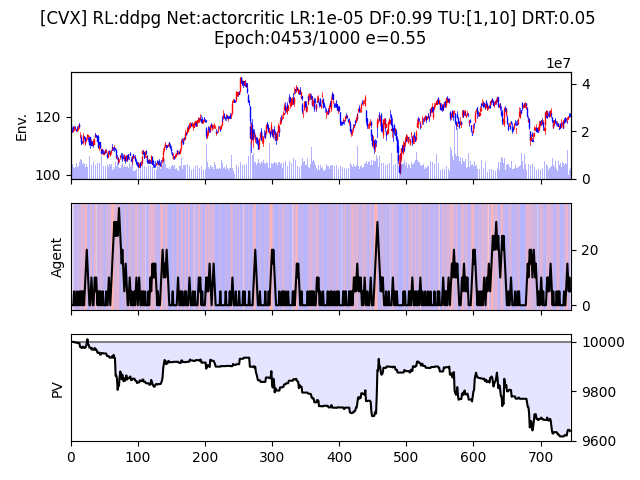 [CVX] RL:ddpg Net:actorcritic LR:1e-05 DF:0.99 TU:[1,10] DRT:0.05
Epoch:0453/1000 e=0.55
1e7
Env.
120
100
4
2
0
Agent
20
0
PV
10000
9800
9600
0 100 200 300 400 500 600 700